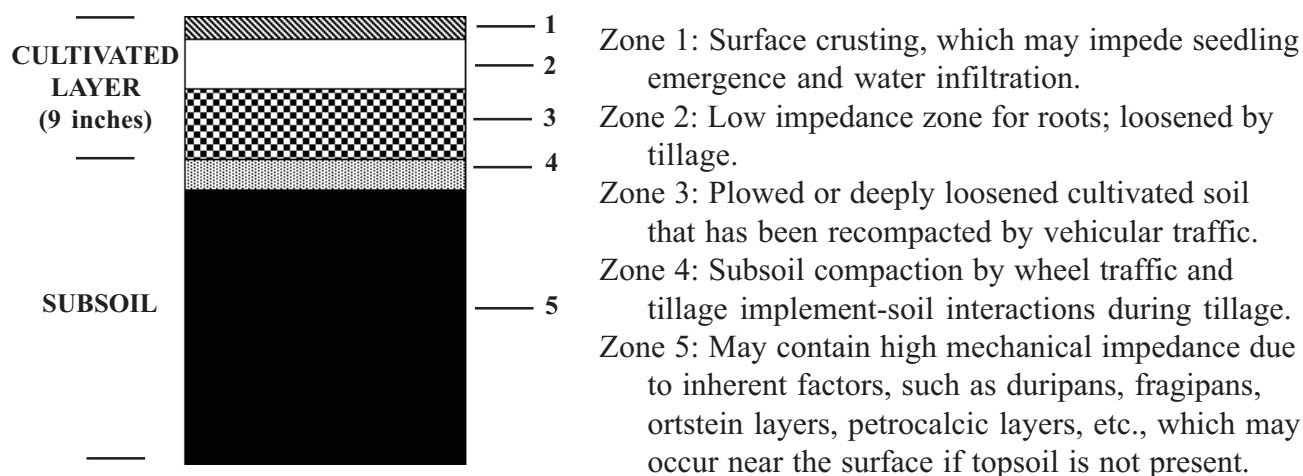 CULTIVATED
LAYER
(9 inches)
SUBSOIL
1
2
3
4
5
Zone 1: Surface crusting, which may impede seedling
emergence and water infiltration.
Zone 2: Low impedance zone for roots; loosened by
tillage.
Zone 3: Plowed or deeply loosened cultivated soil
that has been recompacted by vehicular traffic.
Zone 4: Subsoil compaction by wheel traffic and
tillage implement-soil interactions during tillage.
Zone 5: May contain high mechanical impedance due
to inherent factors, such as duripans, fragipans,
ortstein layers, petrocalcic layers, etc., which may
occur near the surface if topsoil is not present.